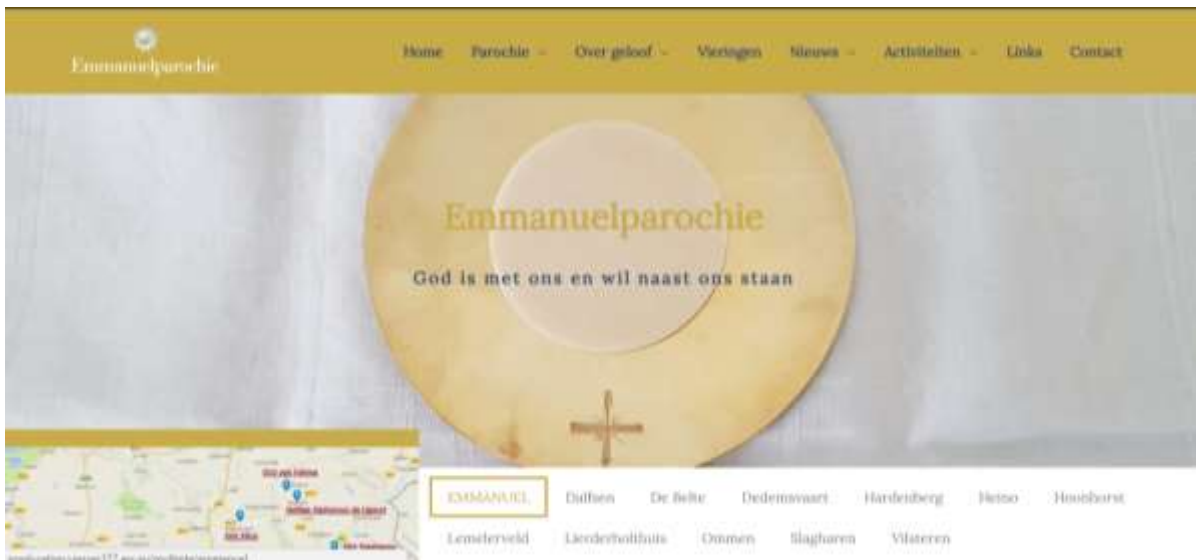 Emmanuelparochie
Home Parochie Over geloof Vieringen Nieuws Activiteiten Links Contact
Emmanuelparochie
God is met ons en wil naast ons staan
EMMANUEL Dalfsen De Belte Dedemsvaart Hardenberg Heino Hoonhorst
Lemelerveld Lierderholthuis Ommen Slagharen Vilsteren